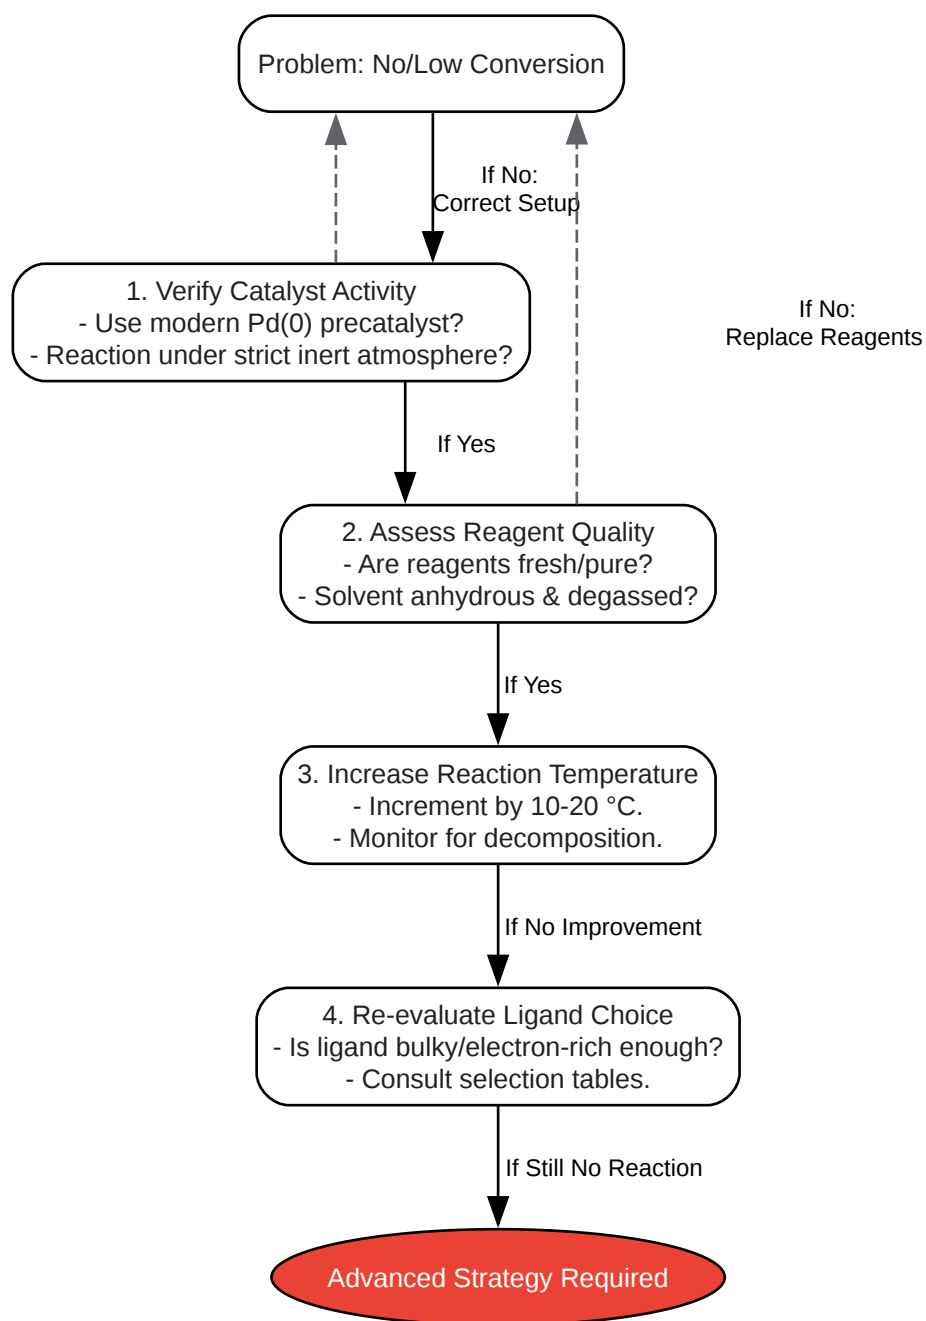 Problem: No/Low Conversion
If No:
Correct Setup
1. Verify Catalyst Activity
- Use modern Pd(0) precatalyst?
- Reaction under strict inert atmosphere?
If No:
Replace Reagents
If Yes
2. Assess Reagent Quality
- Are reagents fresh/pure?
- Solvent anhydrous & degassed?
If Yes
3. Increase Reaction Temperature
- Increment by 10-20 °C.
- Monitor for decomposition.
If No Improvement
4. Re-evaluate Ligand Choice
- Is ligand bulky/electron-rich enough?
- Consult selection tables.
If Still No Reaction
Advanced Strategy Required